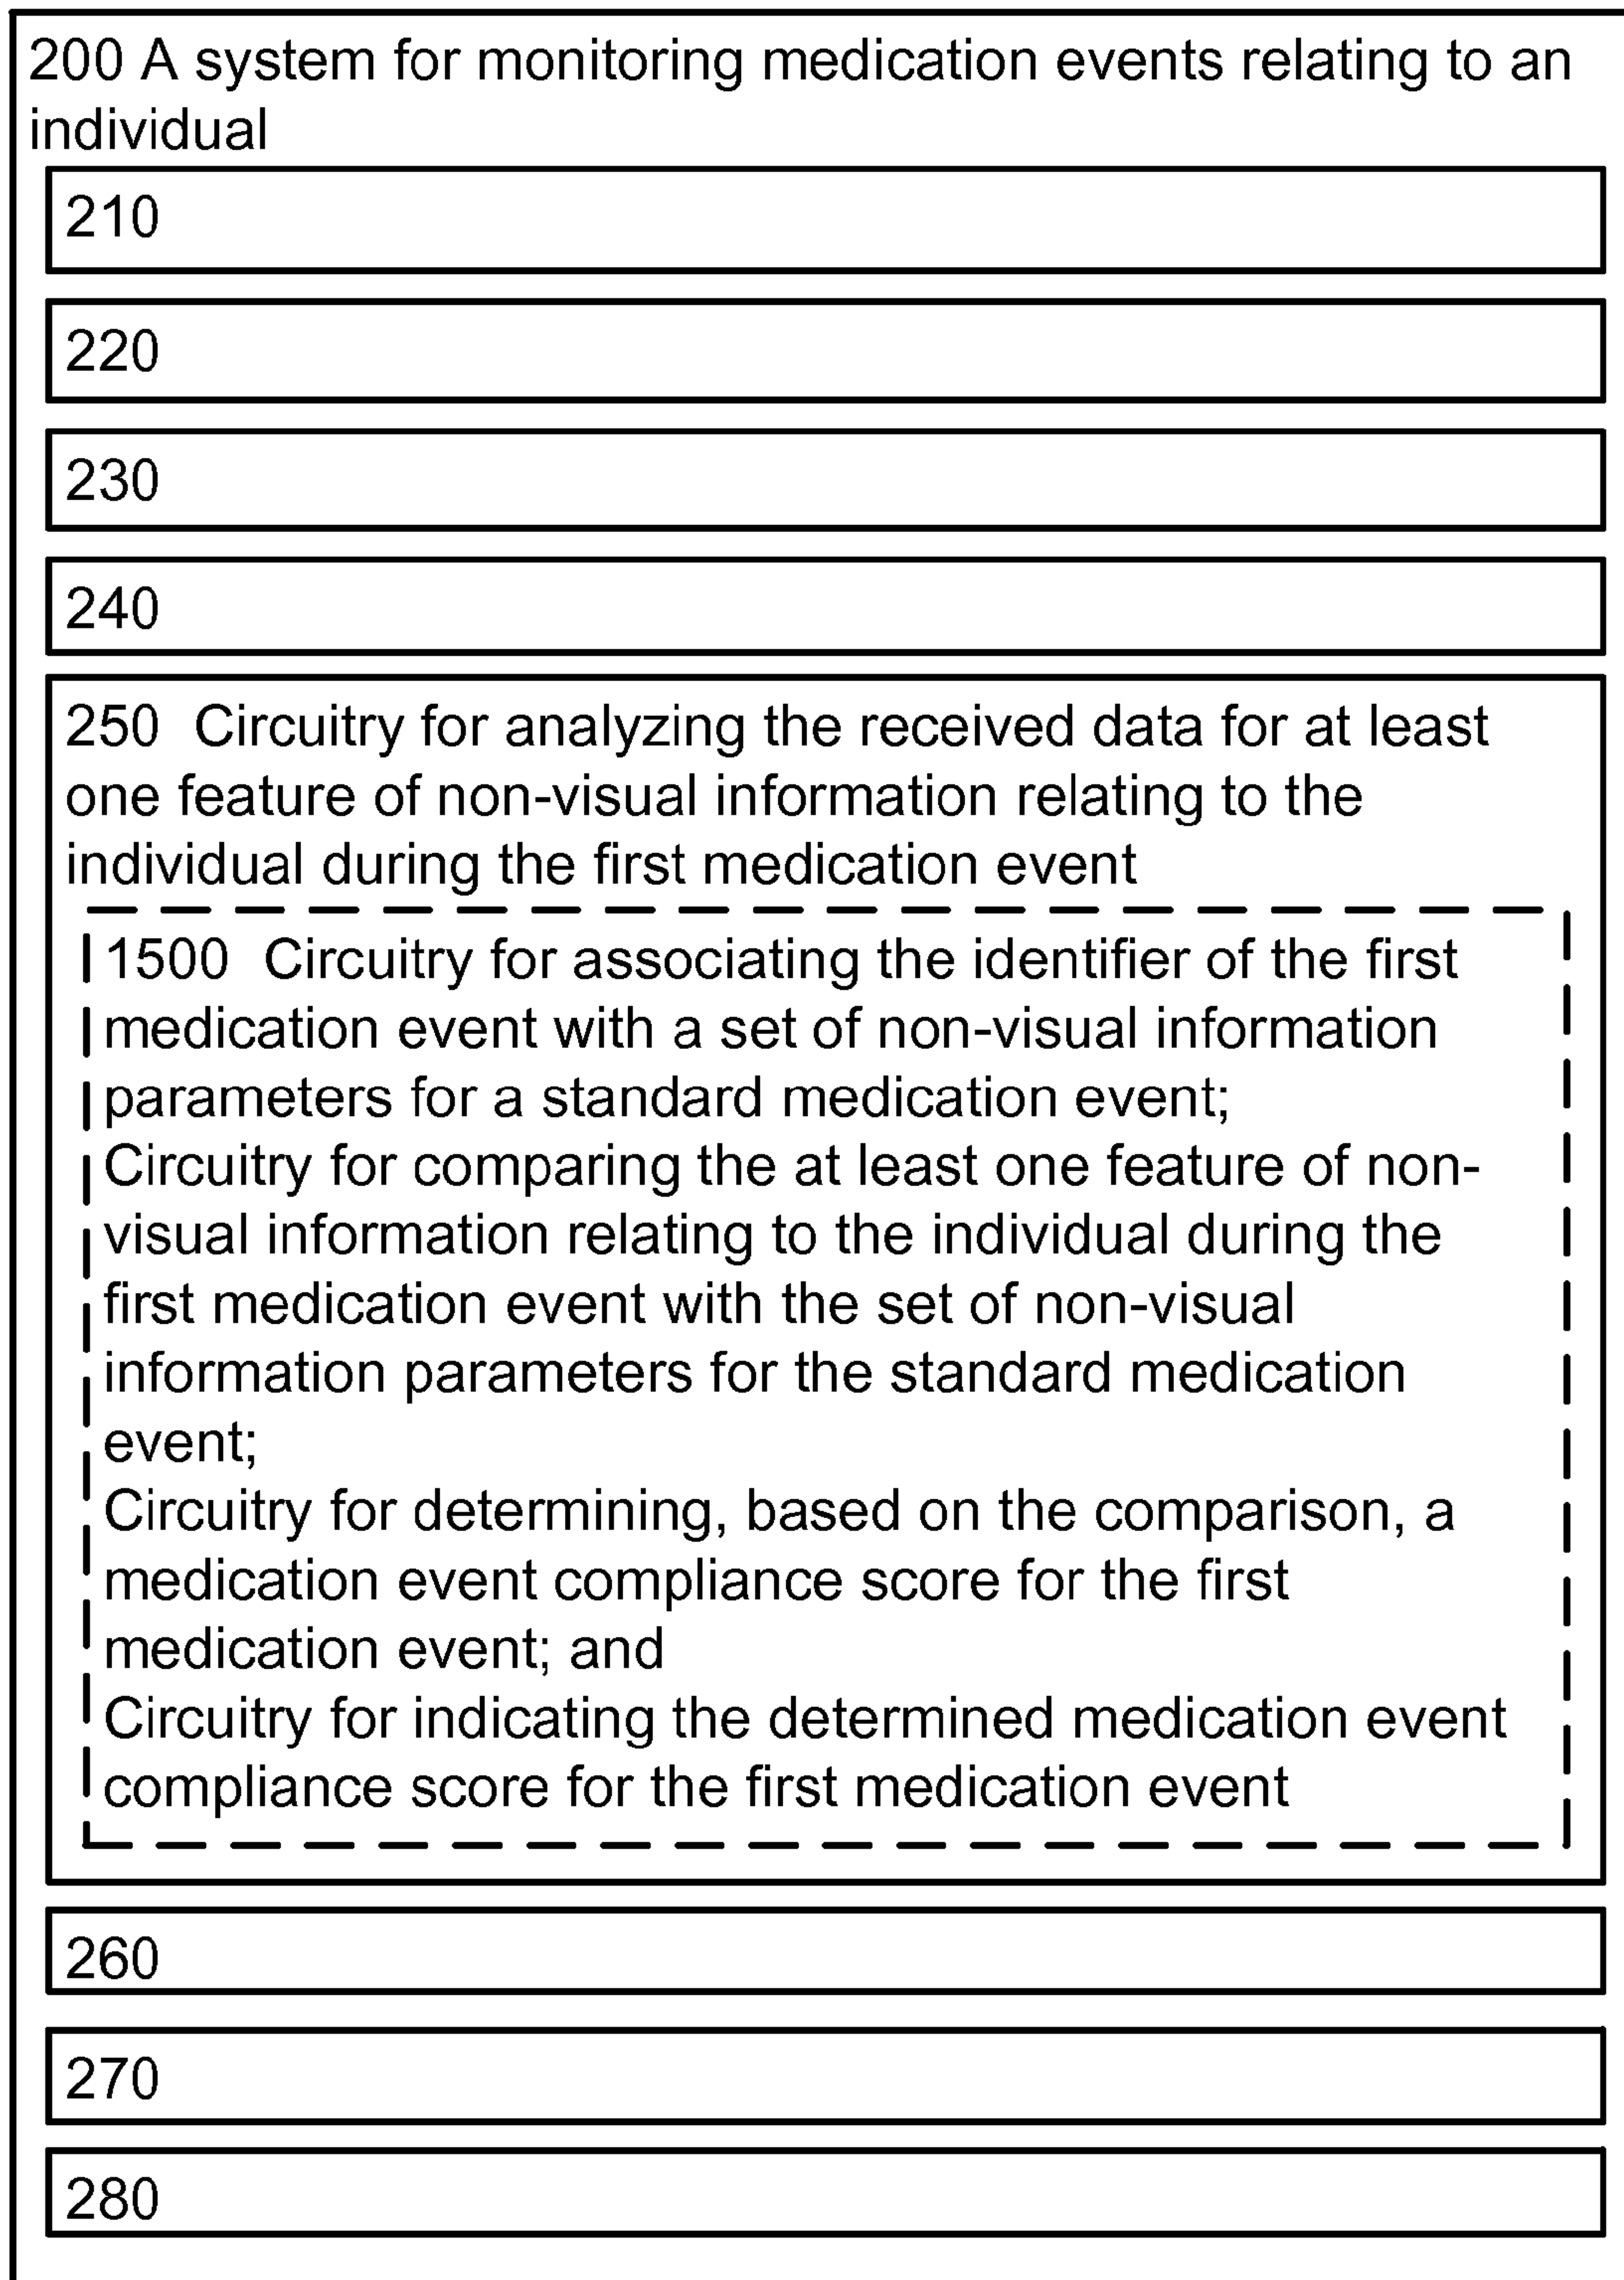 200 A system for monitoring medication events relating to an
individual
210
220
230
240
250 Circuitry for analyzing the received data for at least
one feature of non-visual information relating to the
individual during the first medication event
1500 Circuitry for associating the identifier of the first
medication event with a set of non-visual information
parameters for a standard medication event;
Circuitry for comparing the at least one feature of non-
visual information relating to the individual during the
first medication event with the set of non-visual
information parameters for the standard medication
event;
Circuitry for determining, based on the comparison, a
medication event compliance score for the first
medication event; and
Circuitry for indicating the determined medication event
compliance score for the first medication event
260
270
280